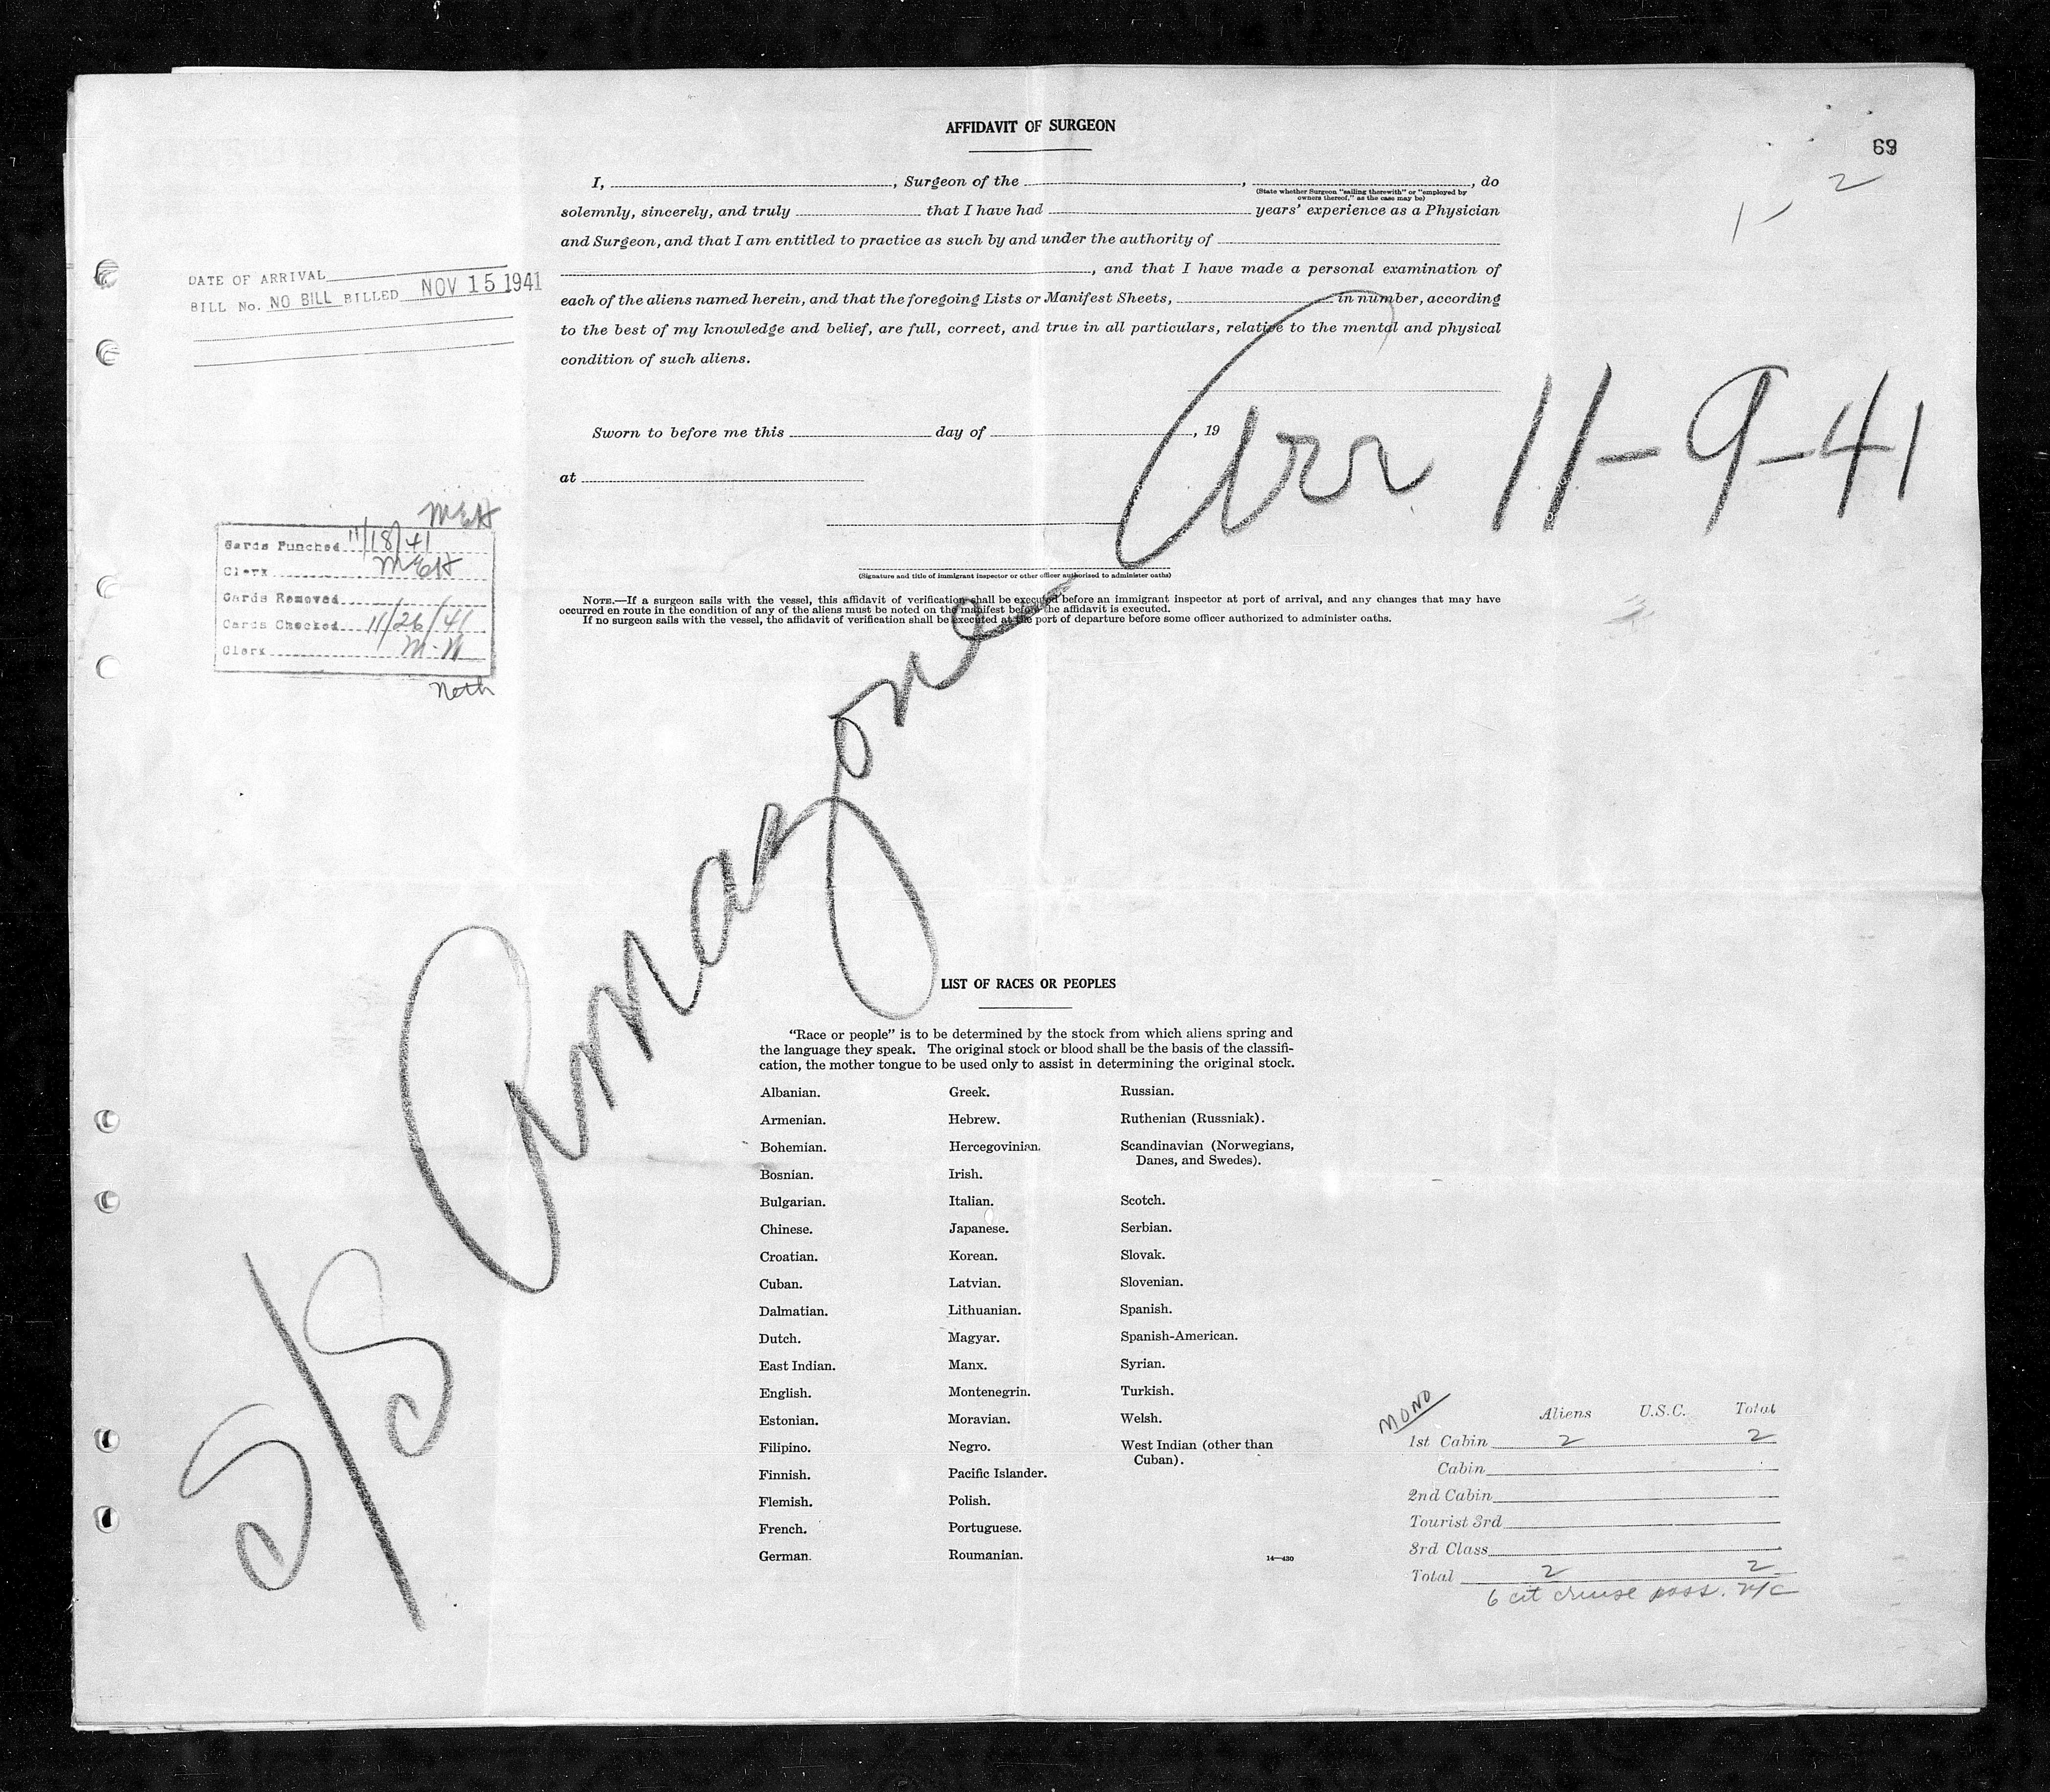 AFFIDAVIT OF SURGEON
69
2
1-
I, , Surgeon of the , , do
(State whether Surgeon "sailing therewith" or "employed by
owners thereof," as the case may be)
solemnly, sincerely, and truly that I have had years' experience as a Physician
and Surgeon, and that I am entitled to practice as such by and under the authority of
, and that I have made a personal examination of
each of the aliens named herein, and that the foregoing Lists or Manifest Sheets, in number, according
to the best of my knowledge and belief, are full, correct, and true in all particulars, relative to the mental and physical
condition of such aliens.
DATE OF ARRIVAL
BILL No. NO BILL BILLED NOV 15 1941
Sworn to before me this day of , 19
at
Arr 11-9-41
(Signature and title of immigrant inspector or other officer authorized to administer oaths)
NOTE.—If a surgeon sails with the vessel, this affidavit of verification shall be executed before an immigrant inspector at port of arrival, and any changes that may have
occurred en route in the condition of any of the aliens must be noted on the manifest before the affidavit is executed.
If no surgeon sails with the vessel, the affidavit of verification shall be executed at the port of departure before some officer authorized to administer oaths.
MEH
Cards Punched 11/18/41
Clerk MEH
Cards Removed
Cards Checked 11/26/41
Clerk M-N
Neth
S/S Amazone
LIST OF RACES OR PEOPLES
"Race or people" is to be determined by the stock from which aliens spring and
the language they speak. The original stock or blood shall be the basis of the classifi-
cation, the mother tongue to be used only to assist in determining the original stock.
Albanian.
Armenian.
Bohemian.
Bosnian.
Bulgarian.
Chinese.
Croatian.
Cuban.
Dalmatian.
Dutch.
East Indian.
English.
Estonian.
Filipino.
Finnish.
Flemish.
French.
German.
Greek.
Hebrew.
Hercegovinian.
Irish.
Italian.
Japanese.
Korean.
Latvian.
Lithuanian.
Magyar.
Manx.
Montenegrin.
Moravian.
Negro.
Pacific Islander.
Polish.
Portuguese.
Roumanian.
Russian.
Ruthenian (Russniak).
Scandinavian (Norwegians,
Danes, and Swedes).
Scotch.
Serbian.
Slovak.
Slovenian.
Spanish.
Spanish-American.
Syrian.
Turkish.
Welsh.
West Indian (other than
Cuban).
14—430
MONO
Aliens U.S.C. Total
1st Cabin 2 2
Cabin
2nd Cabin
Tourist 3rd
3rd Class
Total 2 2
6 cit cruise pass.